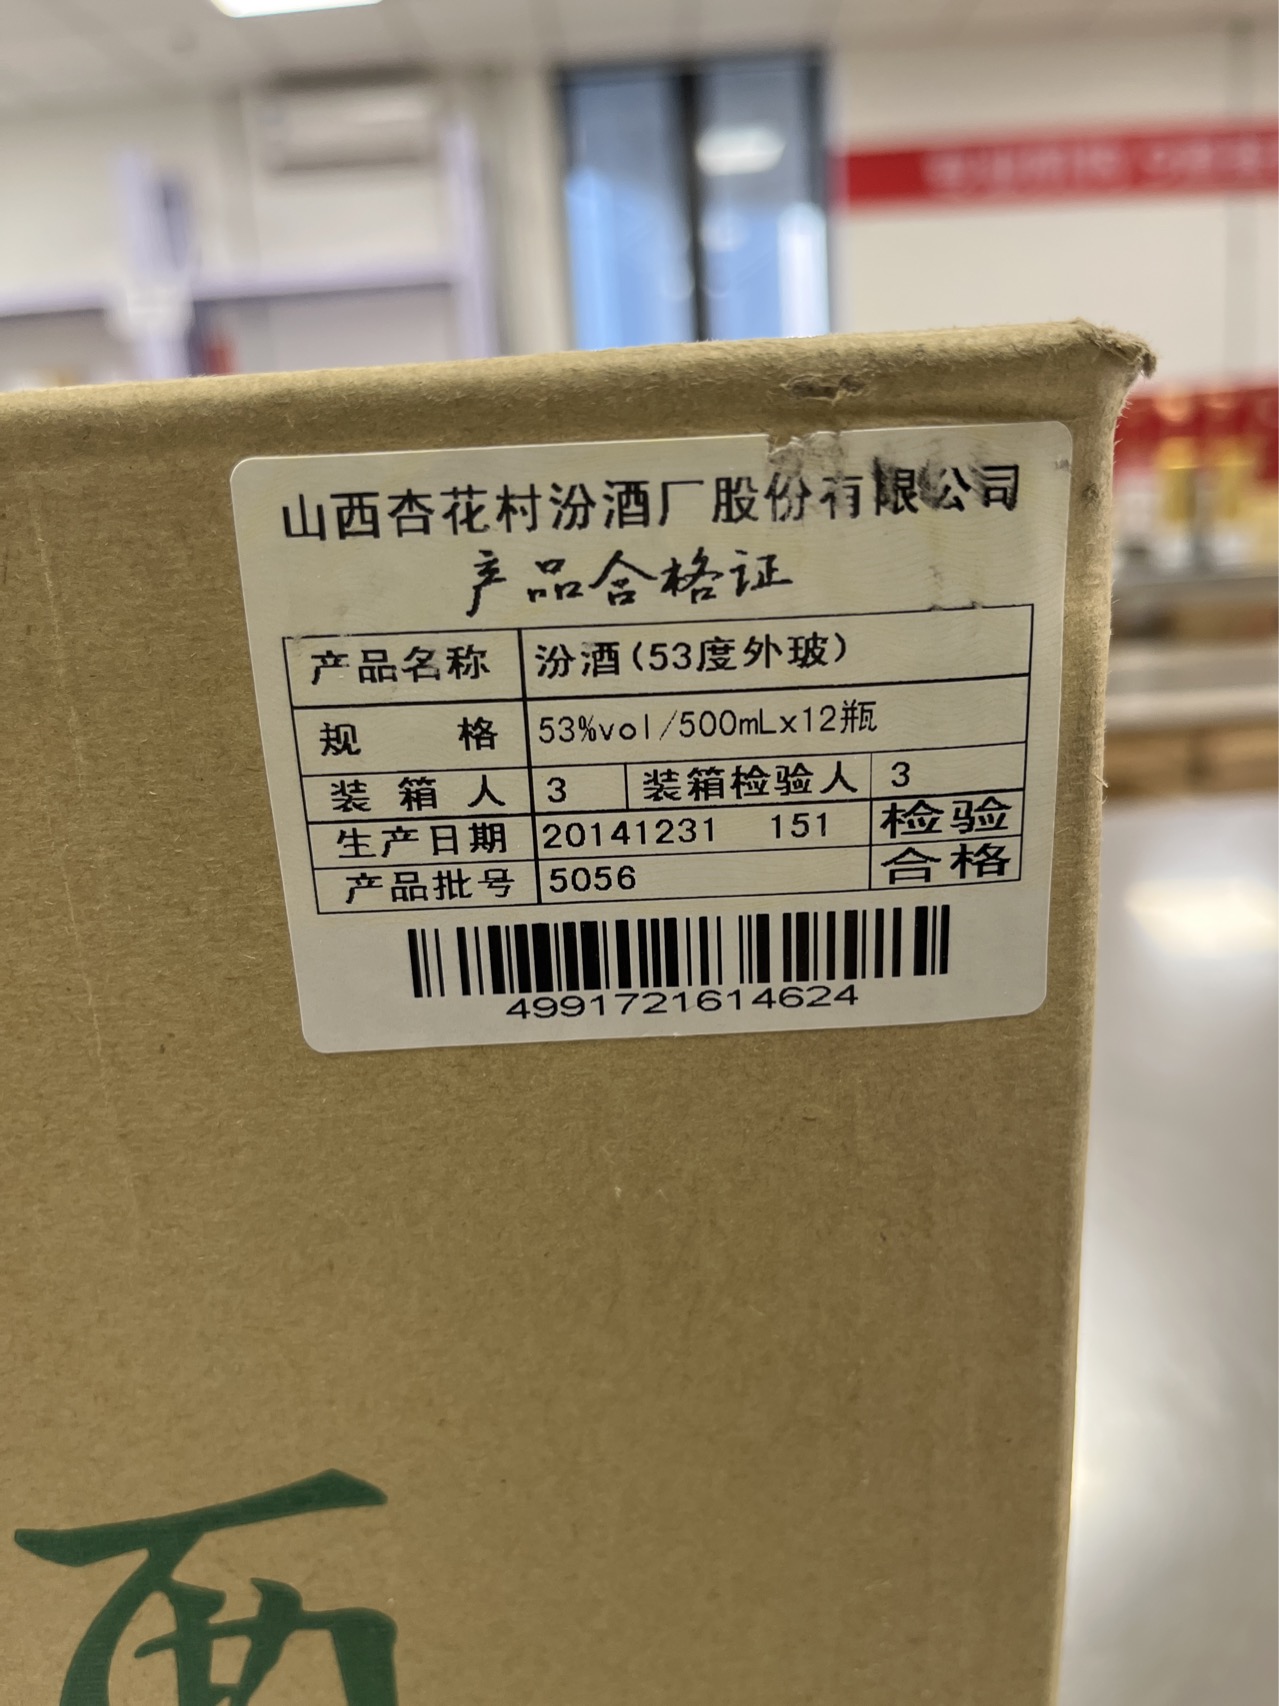 山西杏花村汾酒厂股份有限公司
产品合格证
产品名称 汾酒(53度外玻)
规 格 53%vol/500mLx12瓶
装 箱 人 3 装箱检验人 3
生产日期 20141231 151 检验
产品批号 5056 合格
4991721614624
西